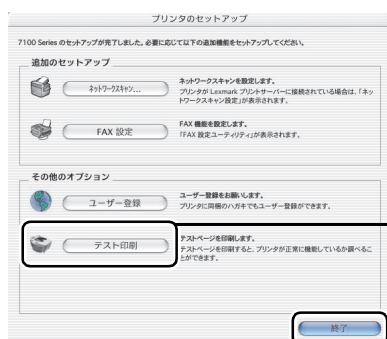 プリンタのセットアップ
7100 Series のセットアップが完了しました。必要に応じて以下の追加機能をセットアップしてください。
追加のセットアップ
ネットワークスキャン...
ネットワークスキャンを設定します。
プリンタが Lexmark プリントサーバーに接続されている場合は、「ネッ
トワークスキャン設定」が表示されます。
FAX 設定
FAX 機能を設定します。
「FAX 設定ユーティリティ」が表示されます。
その他のオプション
ユーザー登録
ユーザー登録をお願いします。
プリンタに同梱のハガキでもユーザー登録ができます。
テスト印刷
テストページを印刷します。
テストページを印刷すると、プリンタが正常に機能しているか調べるこ
とができます。
終了